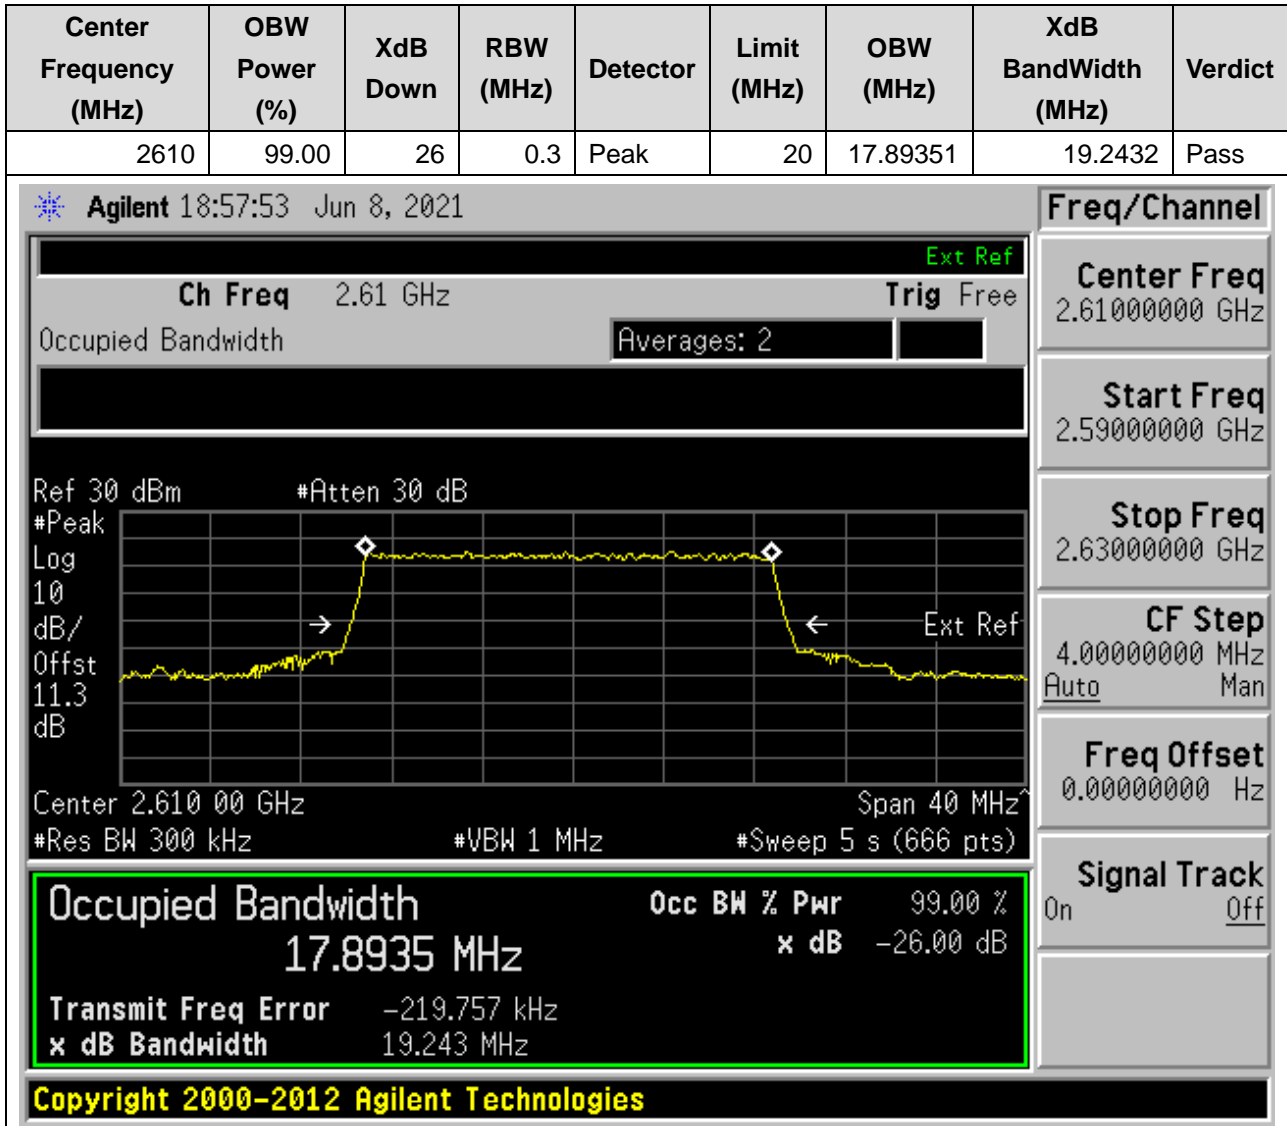 Center Frequency (MHz) OBW Power (%) XdB Down RBW (MHz) Detector Limit (MHz) OBW (MHz) XdB BandWidth (MHz) Verdict
2610 99.00 26 0.3 Peak 20 17.89351 19.2432 Pass
Agilent 18:57:53 Jun 8, 2021
Ext Ref
Ch Freq 2.61 GHz Trig Free
Occupied Bandwidth Averages: 2
Ref 30 dBm #Atten 30 dB
#Peak
Log
10
dB/
Offst
11.3
dB
Ext Ref
Center 2.610 00 GHz Span 40 MHz^
#Res BW 300 kHz #VBW 1 MHz #Sweep 5 s (666 pts)
Occupied Bandwidth Occ BW % Pwr 99.00 %
17.8935 MHz x dB -26.00 dB
Transmit Freq Error -219.757 kHz
x dB Bandwidth 19.243 MHz
Freq/Channel
Center Freq
2.61000000 GHz
Start Freq
2.59000000 GHz
Stop Freq
2.63000000 GHz
CF Step
4.00000000 MHz
Auto Man
Freq Offset
0.00000000 Hz
Signal Track
On Off
Copyright 2000-2012 Agilent Technologies